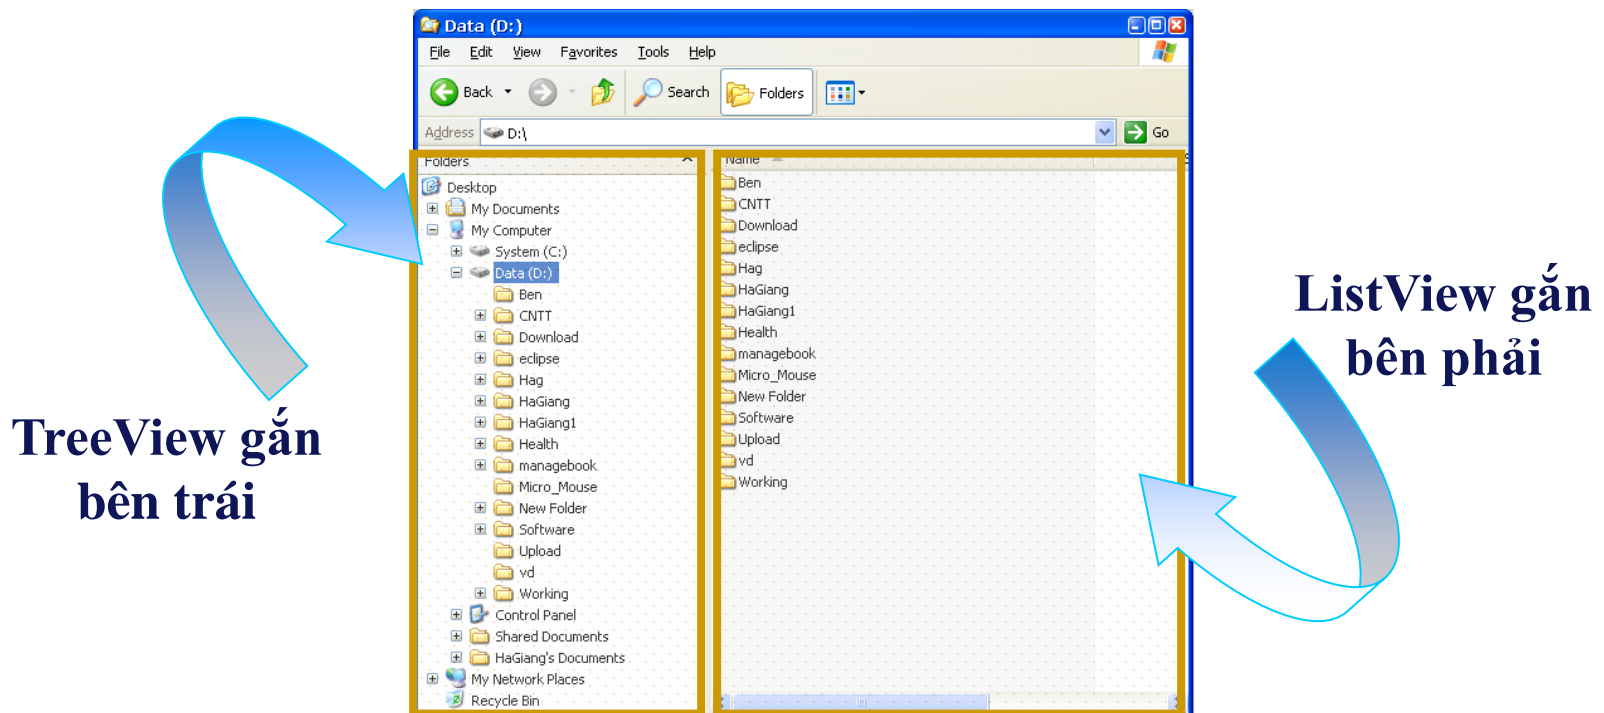 Data (D:)
File Edit View Favorites Tools Help
Back Search Folders
Address D:\ Go
Folders
Desktop
My Documents
My Computer
System (C:)
Data (D:)
Ben
CNTT
Download
eclipse
Hag
HaGiang
HaGiang1
Health
managebook
Micro_Mouse
New Folder
Software
Upload
vd
Working
Control Panel
Shared Documents
HaGiang's Documents
My Network Places
Recycle Bin
Name
Ben
CNTT
Download
eclipse
Hag
HaGiang
HaGiang1
Health
managebook
Micro_Mouse
New Folder
Software
Upload
vd
Working
TreeView gắn
bên trái
ListView gắn
bên phải